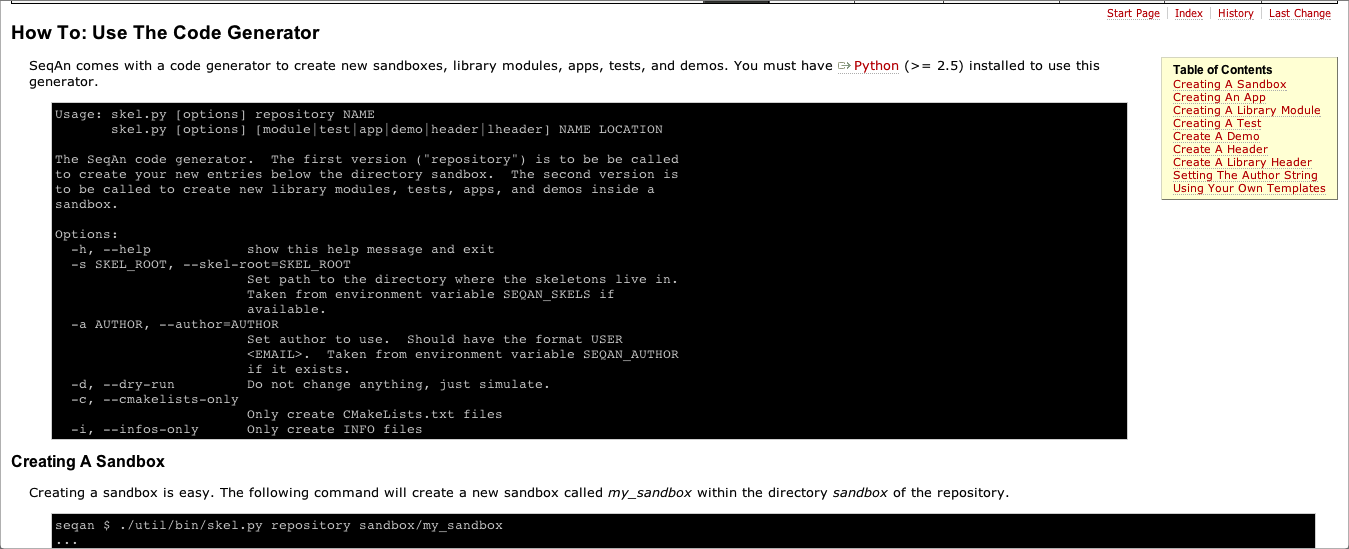 Start Page | Index | History | Last Change
How To: Use The Code Generator
SeqAn comes with a code generator to create new sandboxes, library modules, apps, tests, and demos. You must have Python (>= 2.5) installed to use this
generator.
Table of Contents
Creating A Sandbox
Creating An App
Creating A Library Module
Creating A Test
Create A Demo
Create A Header
Create A Library Header
Setting The Author String
Using Your Own Templates
Usage: skel.py [options] repository NAME
       skel.py [options] [module|test|app|demo|header|lheader] NAME LOCATION
The SeqAn code generator.  The first version ("repository") is to be be called
to create your new entries below the directory sandbox.  The second version is
to be called to create new library modules, tests, apps, and demos inside a
sandbox.
Options:
  -h, --help            show this help message and exit
  -s SKEL_ROOT, --skel-root=SKEL_ROOT
                        Set path to the directory where the skeletons live in.
                        Taken from environment variable SEQAN_SKELS if
                        available.
  -a AUTHOR, --author=AUTHOR
                        Set author to use.  Should have the format USER
                        <EMAIL>.  Taken from environment variable SEQAN_AUTHOR
                        if it exists.
  -d, --dry-run         Do not change anything, just simulate.
  -c, --cmakelists-only
                        Only create CMakeLists.txt files
  -i, --infos-only      Only create INFO files
Creating A Sandbox
Creating a sandbox is easy. The following command will create a new sandbox called my_sandbox within the directory sandbox of the repository.
seqan $ ./util/bin/skel.py repository sandbox/my_sandbox
...